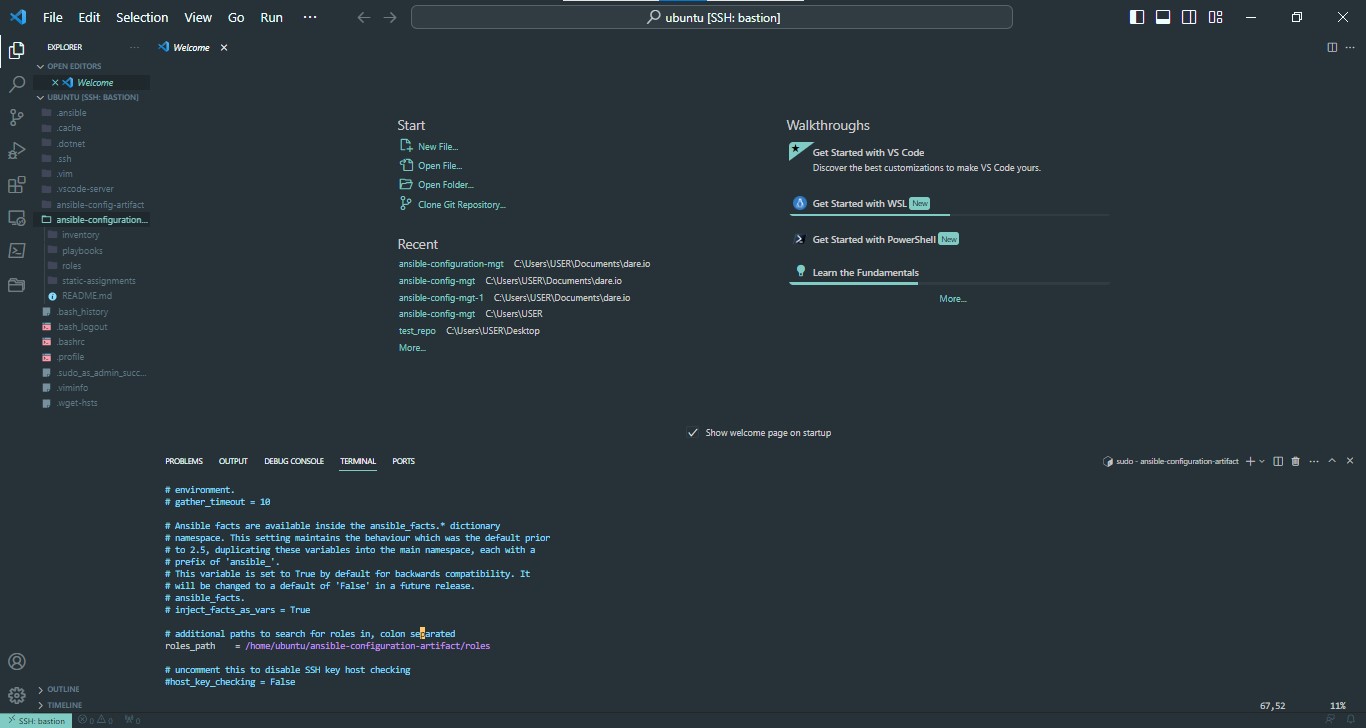 File Edit Selection View Go Run ···
ubuntu [SSH: bastion]
EXPLORER ···
Welcome
OPEN EDITORS
Welcome
UBUNTU [SSH: BASTION]
.ansible
.cache
.dotnet
.ssh
.vim
.vscode-server
ansible-config-artifact
ansible-configuration...
inventory
playbooks
roles
static-assignments
README.md
.bash_history
.bash_logout
.bashrc
.profile
.sudo_as_admin_succ...
.viminfo
.wget-hsts
OUTLINE
TIMELINE
Start
New File...
Open File...
Open Folder...
Clone Git Repository...
Recent
ansible-configuration-mgt C:\Users\USER\Documents\dare.io
ansible-config-mgt C:\Users\USER\Documents\dare.io
ansible-config-mgt-1 C:\Users\USER\Documents\dare.io
ansible-config-mgt C:\Users\USER
test_repo C:\Users\USER\Desktop
More...
Walkthroughs
Get Started with VS Code
Discover the best customizations to make VS Code yours.
Get Started with WSL New
Get Started with PowerShell New
Learn the Fundamentals
More...
Show welcome page on startup
PROBLEMS OUTPUT DEBUG CONSOLE TERMINAL PORTS
sudo - ansible-configuration-artifact
# environment.
# gather_timeout = 10
# Ansible facts are available inside the ansible_facts.* dictionary
# namespace. This setting maintains the behaviour which was the default prior
# to 2.5, duplicating these variables into the main namespace, each with a
# prefix of 'ansible_'.
# This variable is set to True by default for backwards compatibility. It
# will be changed to a default of 'False' in a future release.
# ansible_facts.
# inject_facts_as_vars = True
# additional paths to search for roles in, colon separated
roles_path = /home/ubuntu/ansible-configuration-artifact/roles
# uncomment this to disable SSH key host checking
#host_key_checking = False
67,52 11%
SSH: bastion 0 0 0